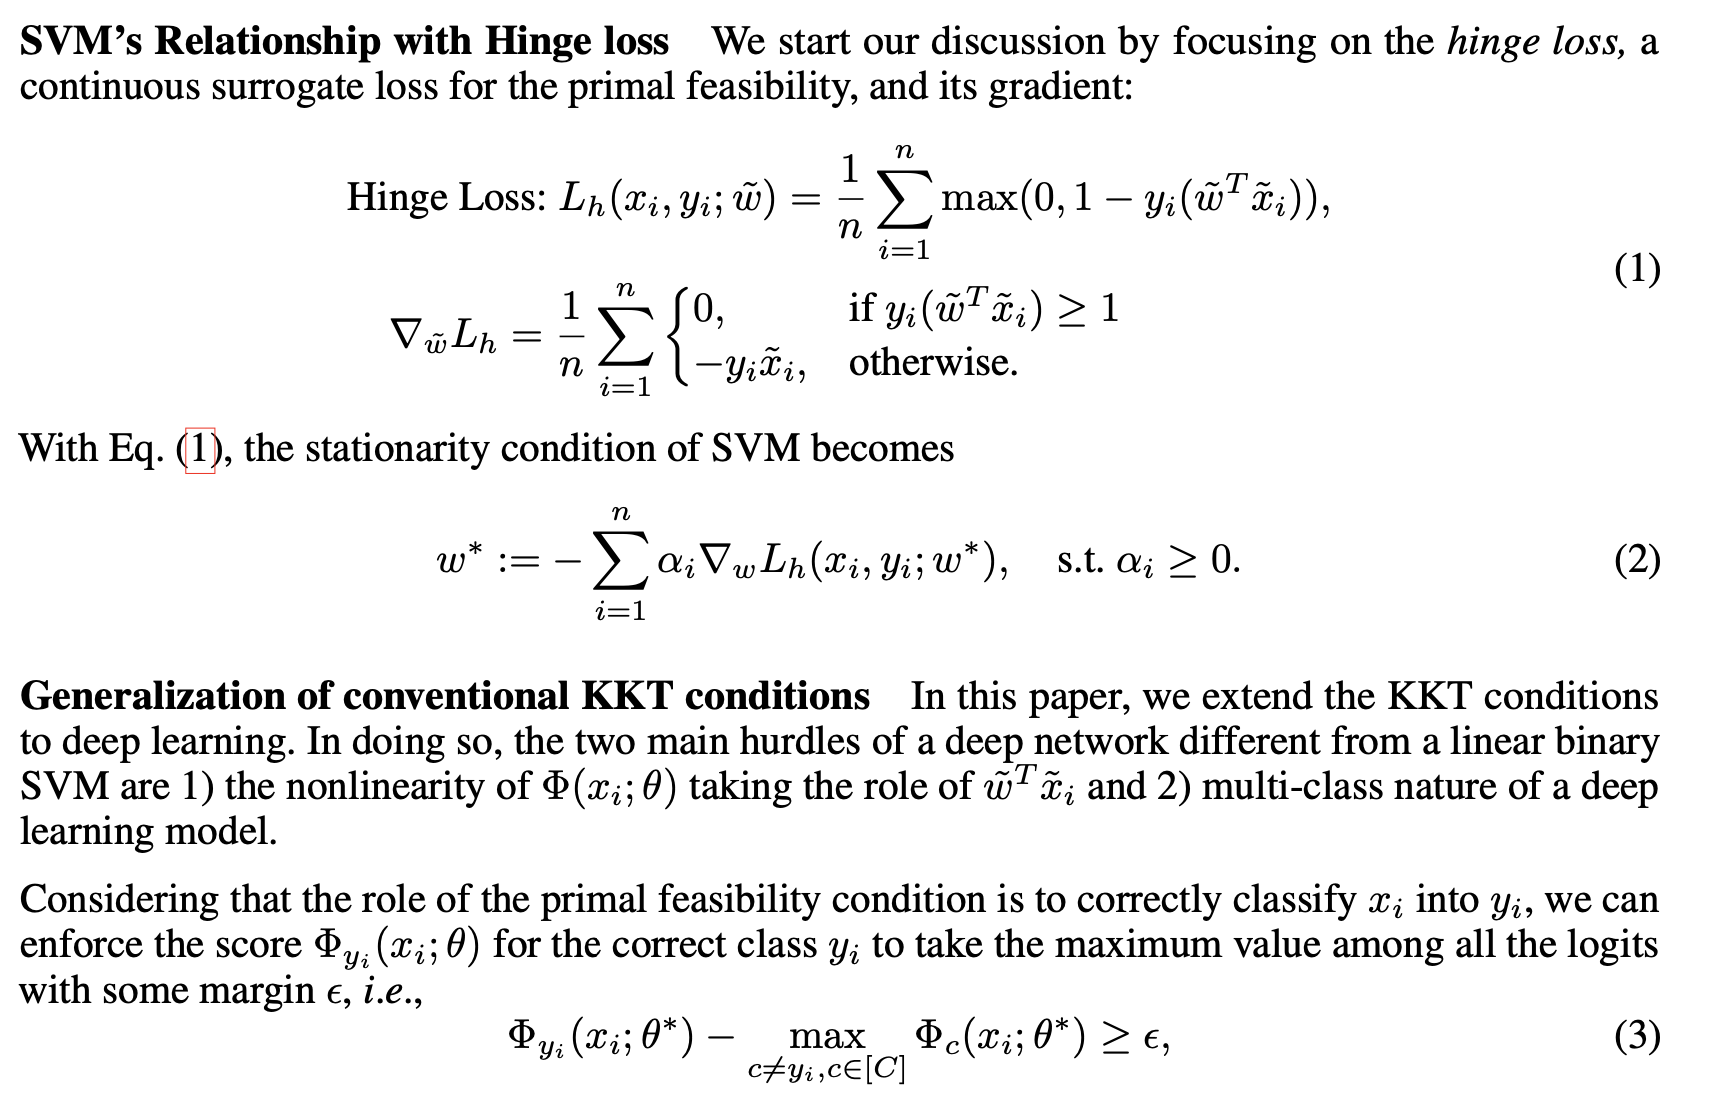 SVM's Relationship with Hinge loss We start our discussion by focusing on the hinge loss, a
continuous surrogate loss for the primal feasibility, and its gradient:
Hinge Loss: $L_h(x_i, y_i; \tilde{w}) = \frac{1}{n} \sum_{i=1}^{n} \max(0, 1 - y_i(\tilde{w}^T \tilde{x}_i)),$
$\nabla_{\tilde{w}} L_h = \frac{1}{n} \sum_{i=1}^{n} \begin{cases} 0, & \text{if } y_i(\tilde{w}^T \tilde{x}_i) \geq 1 \\ -y_i \tilde{x}_i, & \text{otherwise.} \end{cases}$ (1)
With Eq. (1), the stationarity condition of SVM becomes
$w^* := -\sum_{i=1}^{n} \alpha_i \nabla_w L_h(x_i, y_i; w^*), \quad \text{s.t. } \alpha_i \geq 0.$ (2)
Generalization of conventional KKT conditions In this paper, we extend the KKT conditions
to deep learning. In doing so, the two main hurdles of a deep network different from a linear binary
SVM are 1) the nonlinearity of $\Phi(x_i; \theta)$ taking the role of $\tilde{w}^T \tilde{x}_i$ and 2) multi-class nature of a deep
learning model.
Considering that the role of the primal feasibility condition is to correctly classify $x_i$ into $y_i$, we can
enforce the score $\Phi_{y_i}(x_i; \theta)$ for the correct class $y_i$ to take the maximum value among all the logits
with some margin $\epsilon$, i.e.,
$\Phi_{y_i}(x_i; \theta^*) - \max_{c \neq y_i, c \in [C]} \Phi_c(x_i; \theta^*) \geq \epsilon,$ (3)